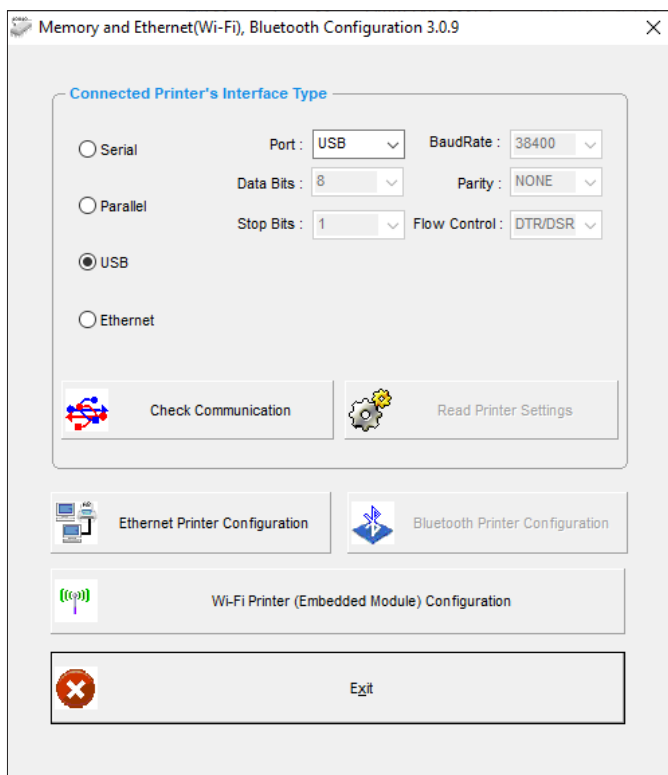 Memory and Ethernet(Wi-Fi), Bluetooth Configuration 3.0.9
Connected Printer's Interface Type
Serial
Port : USB
BaudRate : 38400
Data Bits : 8
Parity : NONE
Parallel
Stop Bits : 1
Flow Control : DTR/DSR
USB
Ethernet
Check Communication
Read Printer Settings
Ethernet Printer Configuration
Bluetooth Printer Configuration
Wi-Fi Printer (Embedded Module) Configuration
Exit